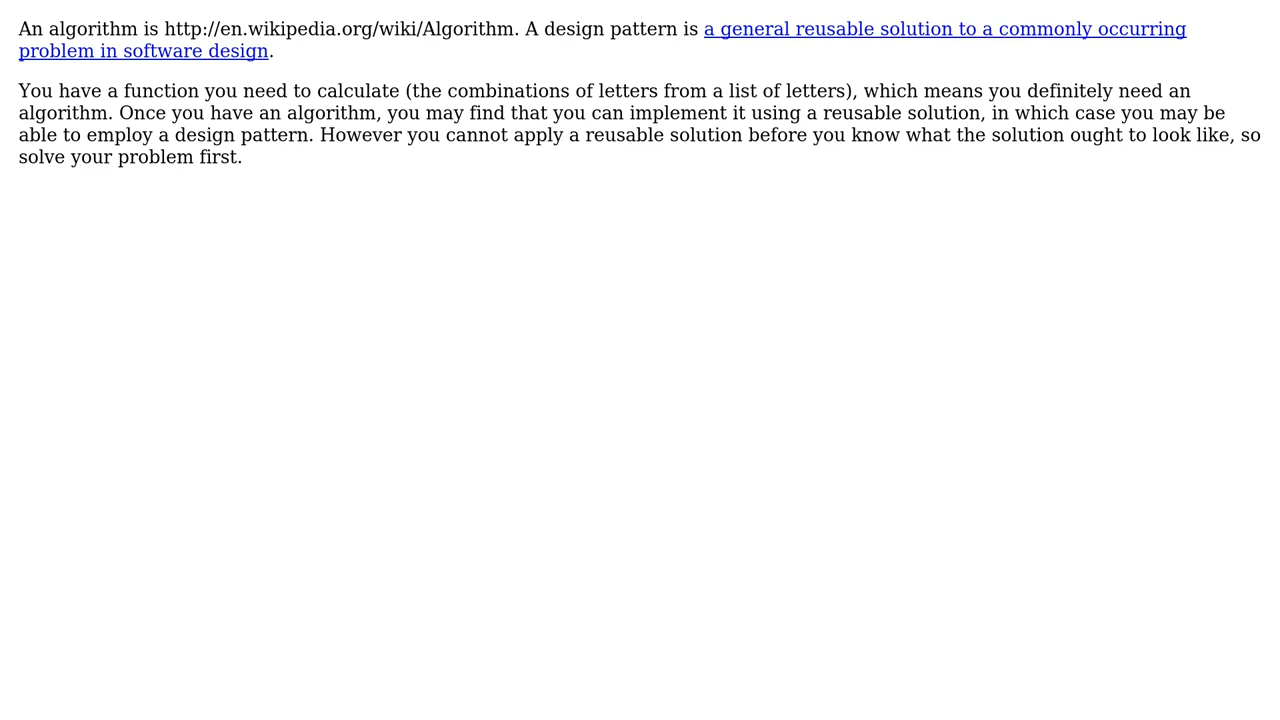 An algorithm is http://en.wikipedia.org/wiki/Algorithm. A design pattern is a general reusable solution to a commonly occurring
problem in software design.
You have a function you need to calculate (the combinations of letters from a list of letters), which means you definitely need an
algorithm. Once you have an algorithm, you may find that you can implement it using a reusable solution, in which case you may be
able to employ a design pattern. However you cannot apply a reusable solution before you know what the solution ought to look like, so
solve your problem first.